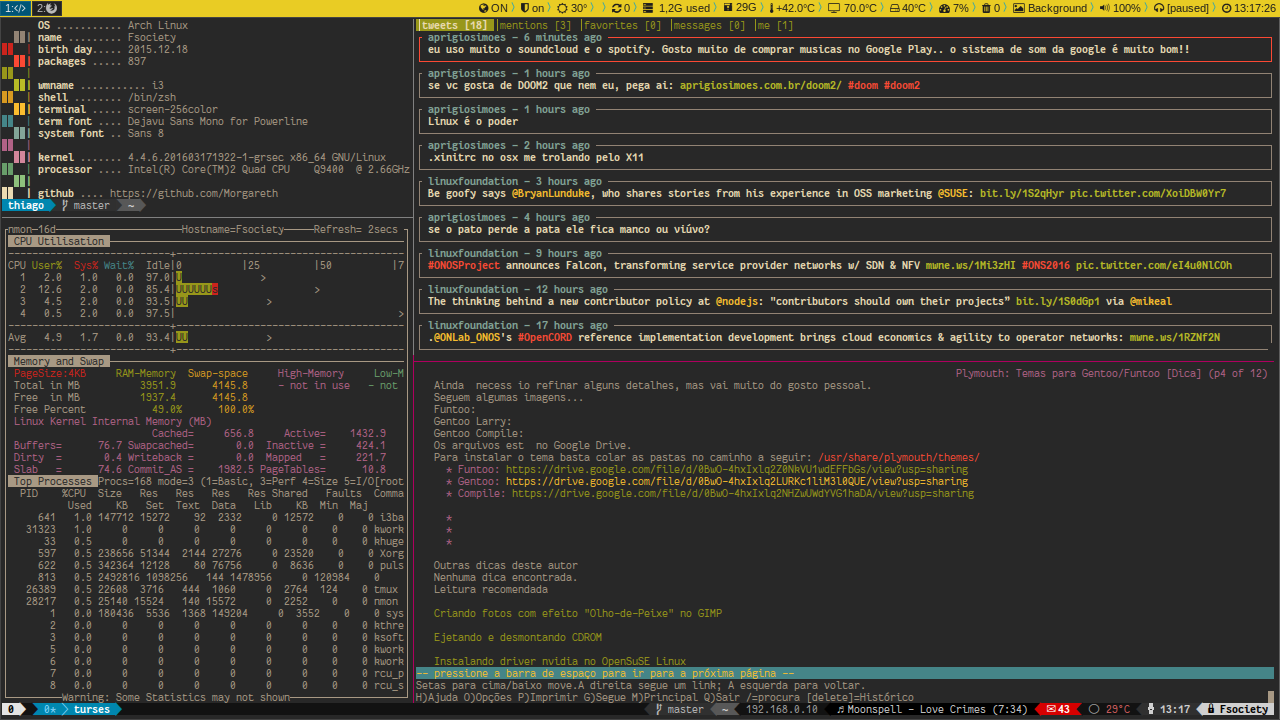 1: 2: ON on 30° 0 1,2G used 29G +42.0°C 70.0°C 40°C 7% 0 Background 100% [paused] 13:17:26
OS ........... Arch Linux
name ......... Fsociety
birth day..... 2015.12.18
packages ..... 897
wmname ........... i3
shell ........ /bin/zsh
terminal ..... screen-256color
term font .... Dejavu Sans Mono for Powerline
system font .. Sans 8
kernel ....... 4.4.6.201603171922-1-grsec x86_64 GNU/Linux
processor .... Intel(R) Core(TM)2 Quad CPU    Q9400  @ 2.66GHz
github .... https://github.com/Morgareth
thiago master ~
nmon-16d Hostname=Fsociety Refresh= 2secs
CPU Utilisation
CPU User% Sys% Wait% Idle|0 |25 |50 |7
1 2.0 1.0 0.0 97.0|U >
2 12.6 2.0 0.0 85.4|UUUUUUs >
3 4.5 2.0 0.0 93.5|UU >
4 0.5 2.0 0.0 97.5| >
Avg 4.9 1.7 0.0 93.4|UU >
Memory and Swap
PageSize:4KB RAM-Memory Swap-space High-Memory Low-M
Total in MB 3951.9 4145.8 - not in use - not
Free in MB 1937.4 4145.8
Free Percent 49.0% 100.0%
Linux Kernel Internal Memory (MB)
Cached= 656.8 Active= 1432.9
Buffers= 76.7 Swapcached= 0.0 Inactive = 424.1
Dirty = 0.4 Writeback = 0.0 Mapped = 221.7
Slab = 74.6 Commit_AS = 1982.5 PageTables= 10.8
Top Processes Procs=168 mode=3 (1=Basic, 3=Perf 4=Size 5=I/O[root
PID %CPU Size Res Res Res Res Shared Faults Comma
Used KB Set Text Data Lib KB Min Maj
641 1.0 147712 15272 92 2332 0 12572 0 0 i3ba
31323 1.0 0 0 0 0 0 0 0 0 kwork
33 0.5 0 0 0 0 0 0 0 0 khuge
597 0.5 238656 51344 2144 27276 0 23520 0 0 Xorg
622 0.5 342364 12128 80 76756 0 8636 0 0 puls
813 0.5 2492816 1098256 144 1478956 0 120984 0
26389 0.5 22608 3716 444 1060 0 2764 124 0 tmux
28217 0.5 25140 15524 140 15572 0 2252 0 0 nmon
1 0.0 180436 5536 1368 149204 0 3552 0 0 sys
2 0.0 0 0 0 0 0 0 0 0 kthre
3 0.0 0 0 0 0 0 0 0 0 ksoft
5 0.0 0 0 0 0 0 0 0 0 kwork
6 0.0 0 0 0 0 0 0 0 0 kwork
7 0.0 0 0 0 0 0 0 0 0 rcu_p
8 0.0 0 0 0 0 0 0 0 0 rcu_s
Warning: Some Statistics may not shown
|tweets [18] |mentions [3] |favorites [0] |messages [0] |me [1]
aprigiosimoes - 6 minutes ago
eu uso muito o soundcloud e o spotify. Gosto muito de comprar musicas no Google Play.. o sistema de som da google é muito bom!!
aprigiosimoes - 1 hours ago
se vc gosta de DOOM2 que nem eu, pega ai: aprigiosimoes.com.br/doom2/ #doom #doom2
aprigiosimoes - 1 hours ago
Linux é o poder
aprigiosimoes - 2 hours ago
.xinitrc no osx me trolando pelo X11
linuxfoundation - 3 hours ago
Be goofy says @BryanLunduke, who shares stories from his experience in OSS marketing @SUSE: bit.ly/1S2qHyr pic.twitter.com/XoiDBW0Yr7
aprigiosimoes - 4 hours ago
se o pato perde a pata ele fica manco ou viúvo?
linuxfoundation - 9 hours ago
#ONOSProject announces Falcon, transforming service provider networks w/ SDN & NFV mwne.ws/1Mi3zHI #ONS2016 pic.twitter.com/eI4u0NlCOh
linuxfoundation - 12 hours ago
The thinking behind a new contributor policy at @nodejs: "contributors should own their projects" bit.ly/1S0dGp1 via @mikeal
linuxfoundation - 17 hours ago
.@ONLab_ONOS's #OpenCORD reference implementation development brings cloud economics & agility to operator networks: mwne.ws/1RZNf2N
Plymouth: Temas para Gentoo/Funtoo [Dica] (p4 of 12)
Ainda  necess io refinar alguns detalhes, mas vai muito do gosto pessoal.
Seguem algumas imagens...
Funtoo:
Gentoo Larry:
Gentoo Compile:
Os arquivos est  no Google Drive.
Para instalar o tema basta colar as pastas no caminho a seguir: /usr/share/plymouth/themes/
* Funtoo: https://drive.google.com/file/d/0BwO-4hxIxlq2Z0NkVU1wdEFFbGs/view?usp=sharing
* Gentoo: https://drive.google.com/file/d/0BwO-4hxIxlq2LURKc1liM3l0QUE/view?usp=sharing
* Compile: https://drive.google.com/file/d/0BwO-4hxIxlq2NHZwUWdYVG1haDA/view?usp=sharing
*
*
*
Outras dicas deste autor
Nenhuma dica encontrada.
Leitura recomendada
Criando fotos com efeito "Olho-de-Peixe" no GIMP
Ejetando e desmontando CDROM
Instalando driver nvidia no OpenSuSE Linux
-- pressione a barra de espaço para ir para a próxima página --
Setas para cima/baixo move.A direita segue um link; A esquerda para voltar.
H)Ajuda O)Opções P)Imprimir G)Segue M)Principal Q)Sair /=procura [delete]=Histórico
0 0* turses master ~ 192.168.0.10 Moonspell - Love Crimes (7:34) 43 29°C 13:17 Fsociety